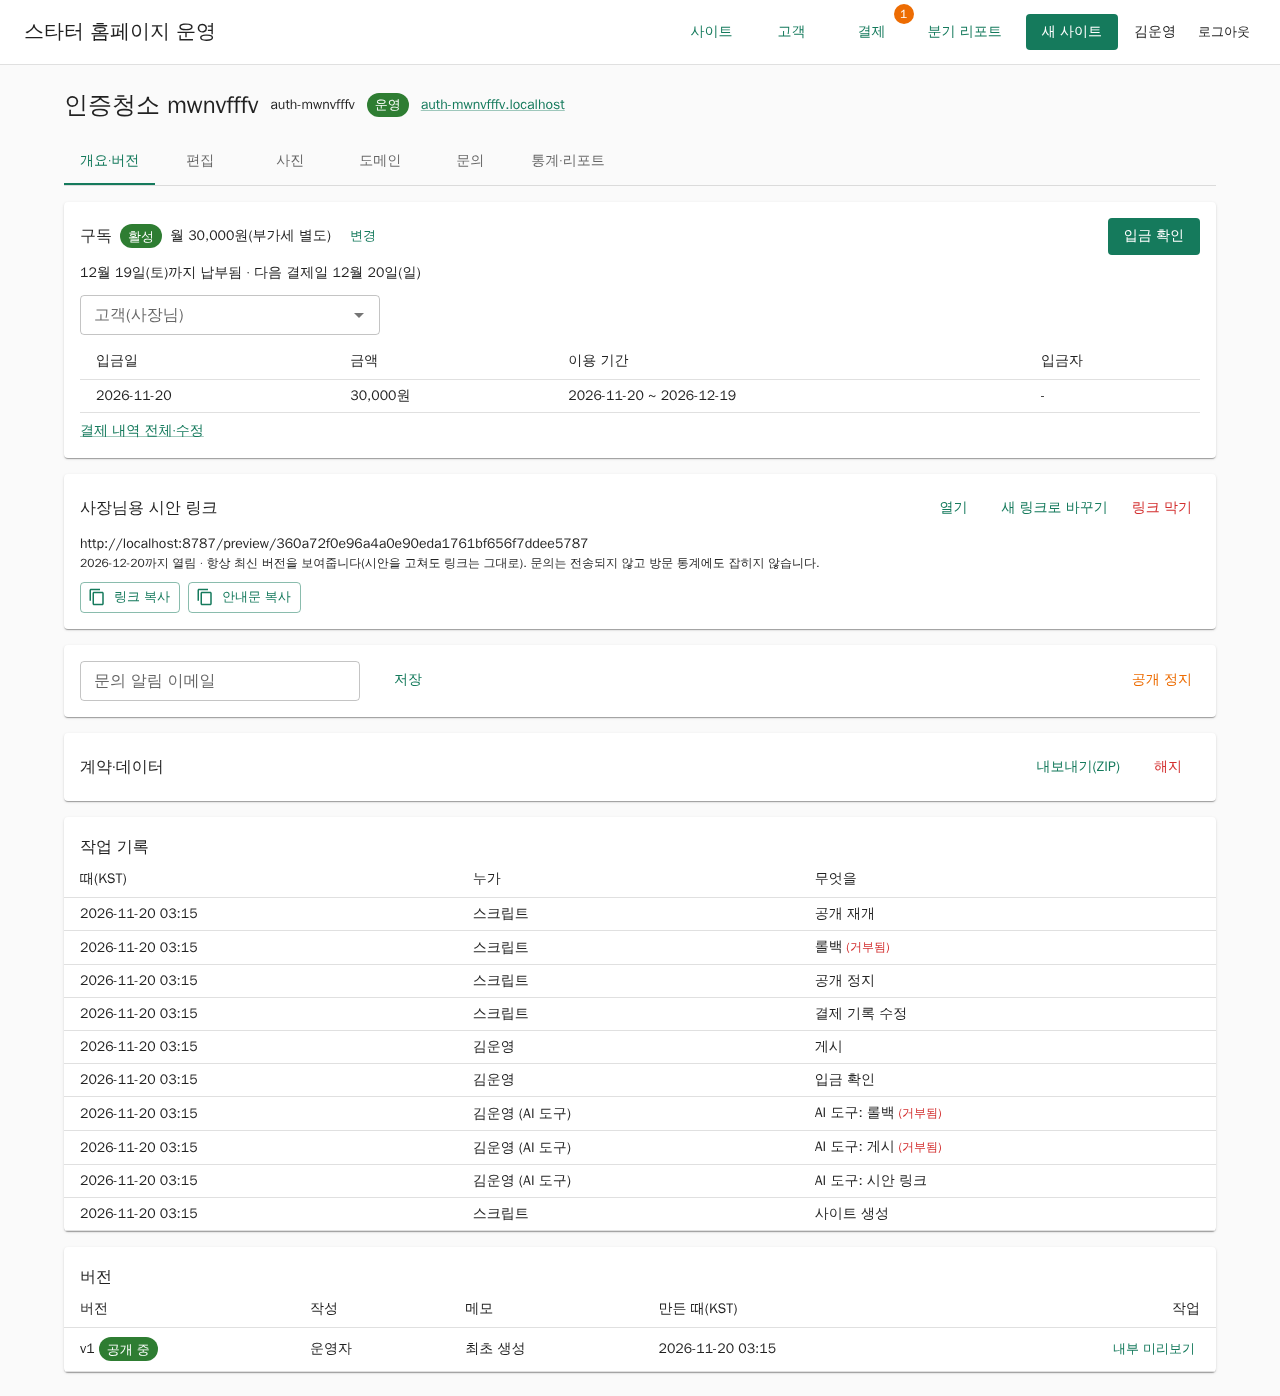 스타터 홈페이지 운영 사이트 고객 결제 1 분기 리포트 새 사이트 김운영 로그아웃
인증청소 mwnvfffv auth-mwnvfffv 운영 auth-mwnvfffv.localhost
개요·버전 편집 사진 도메인 문의 통계·리포트
구독 활성 월 30,000원(부가세 별도) 변경 입금 확인
12월 19일(토)까지 납부됨 · 다음 결제일 12월 20일(일)
고객(사장님)
입금일 금액 이용 기간 입금자
2026-11-20 30,000원 2026-11-20 ~ 2026-12-19 -
결제 내역 전체·수정
사장님용 시안 링크 열기 새 링크로 바꾸기 링크 막기
http://localhost:8787/preview/360a72f0e96a4a0e90eda1761bf656f7ddee5787
2026-12-20까지 열림 · 항상 최신 버전을 보여줍니다(시안을 고쳐도 링크는 그대로). 문의는 전송되지 않고 방문 통계에도 잡히지 않습니다.
링크 복사 안내문 복사
문의 알림 이메일 저장 공개 정지
계약·데이터 내보내기(ZIP) 해지
작업 기록
때(KST) 누가 무엇을
2026-11-20 03:15 스크립트 공개 재개
2026-11-20 03:15 스크립트 롤백 (거부됨)
2026-11-20 03:15 스크립트 공개 정지
2026-11-20 03:15 스크립트 결제 기록 수정
2026-11-20 03:15 김운영 게시
2026-11-20 03:15 김운영 입금 확인
2026-11-20 03:15 김운영 (AI 도구) AI 도구: 롤백 (거부됨)
2026-11-20 03:15 김운영 (AI 도구) AI 도구: 게시 (거부됨)
2026-11-20 03:15 김운영 (AI 도구) AI 도구: 시안 링크
2026-11-20 03:15 스크립트 사이트 생성
버전
버전 작성 메모 만든 때(KST) 작업
v1 공개 중 운영자 최초 생성 2026-11-20 03:15 내부 미리보기